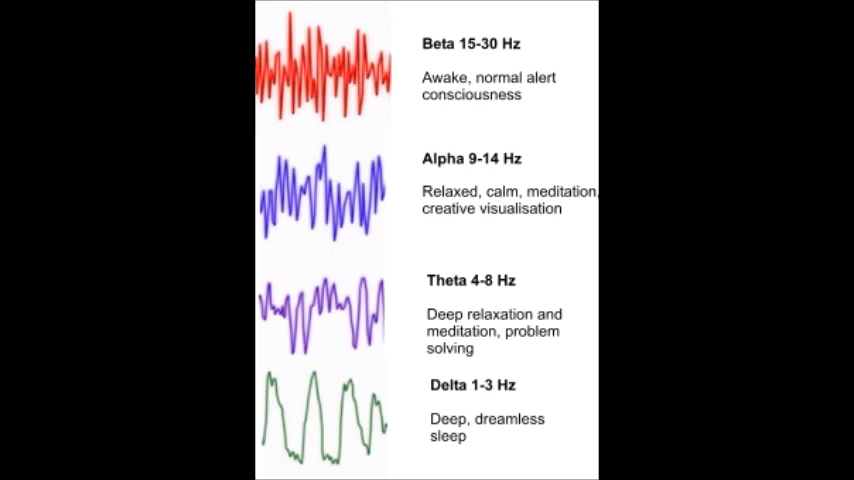 Beta 15-30 Hz
Awake, normal alert
consciousness
Alpha 9-14 Hz
Relaxed, calm, meditation,
creative visualisation
Theta 4-8 Hz
Deep relaxation and
meditation, problem
solving
Delta 1-3 Hz
Deep, dreamless
sleep